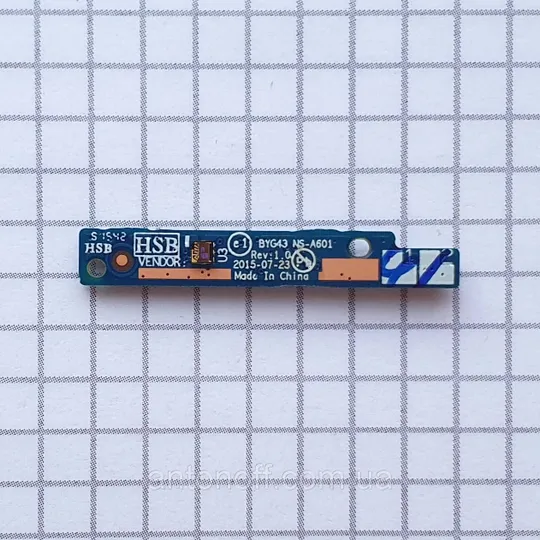 S 1542
HSB
HSB
VENDOR
U3
e1
BYG43 NS-A601
Rev:1.0
2015-07-23
Made In China
antonoff.com.ua